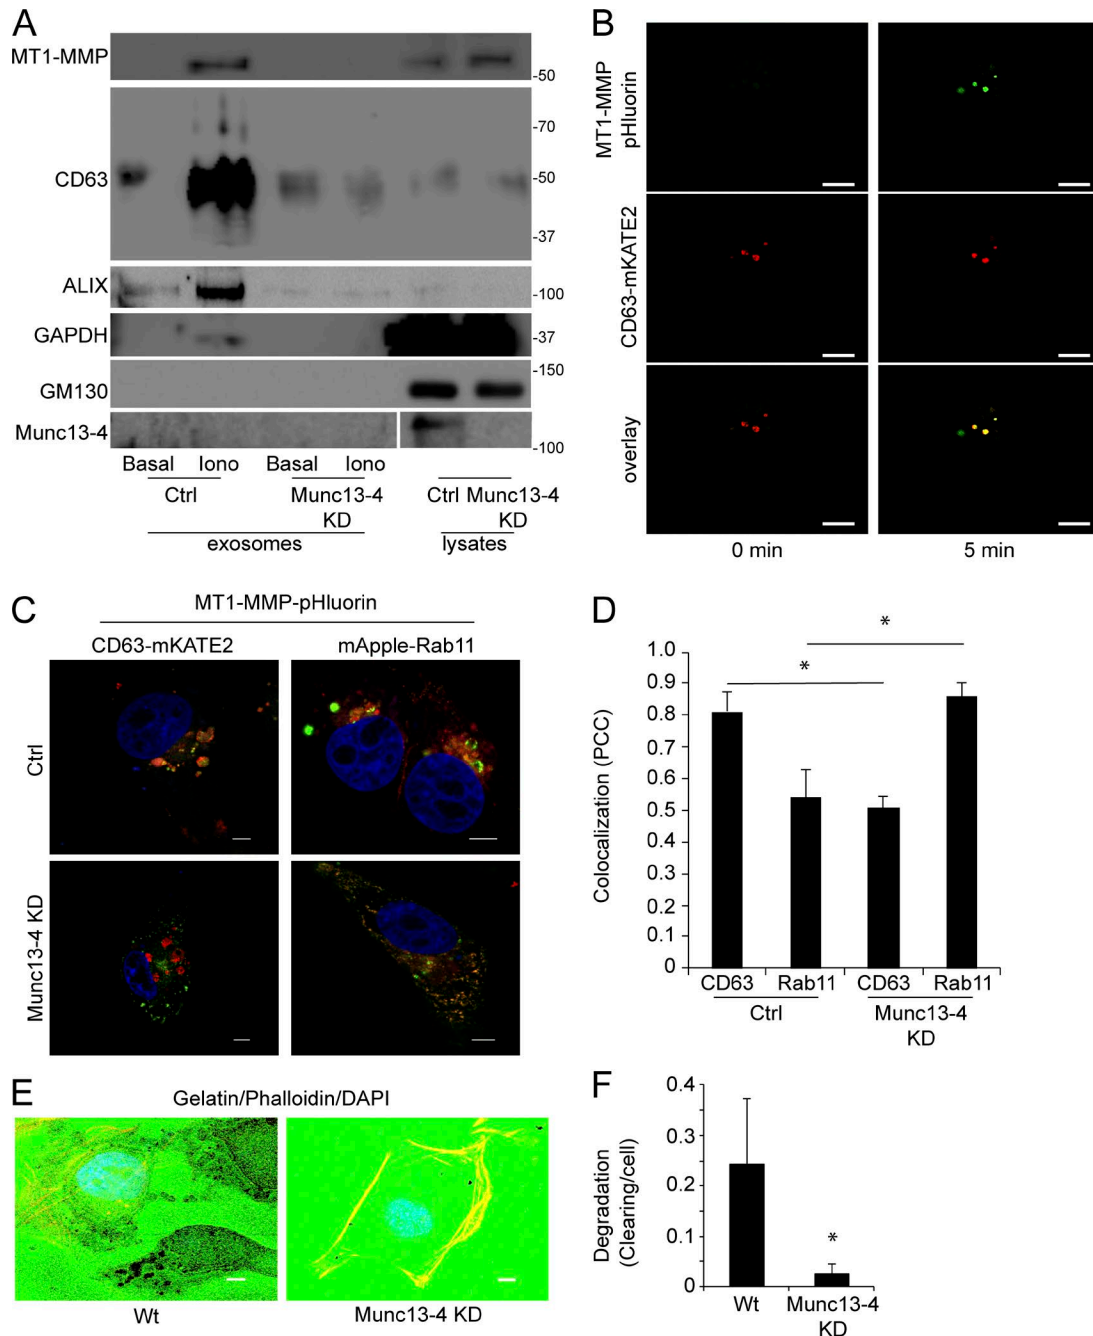 A
MT1-MMP
-50
-70
CD63
-50
-37
ALIX
-100
GAPDH
-37
-150
GM130
Munc13-4
-100
Basal Iono Basal Iono
Ctrl Munc13-4 KD Ctrl Munc13-4 KD
exosomes lysates
B
MT1-MMP
pHluorin
CD63-mKATE2
overlay
0 min 5 min
C
MT1-MMP-pHluorin
CD63-mKATE2 mApple-Rab11
Ctrl
Munc13-4 KD
D
* *
Colocalization (PCC)
1.0
0.9
0.8
0.7
0.6
0.5
0.4
0.3
0.2
0.1
0
CD63 Rab11 CD63 Rab11
Ctrl Munc13-4
KD
E
Gelatin/Phalloidin/DAPI
Wt Munc13-4 KD
F
Degradation
(Clearing/cell)
0.4
0.3
0.2
0.1
0
*
Wt Munc13-4
KD